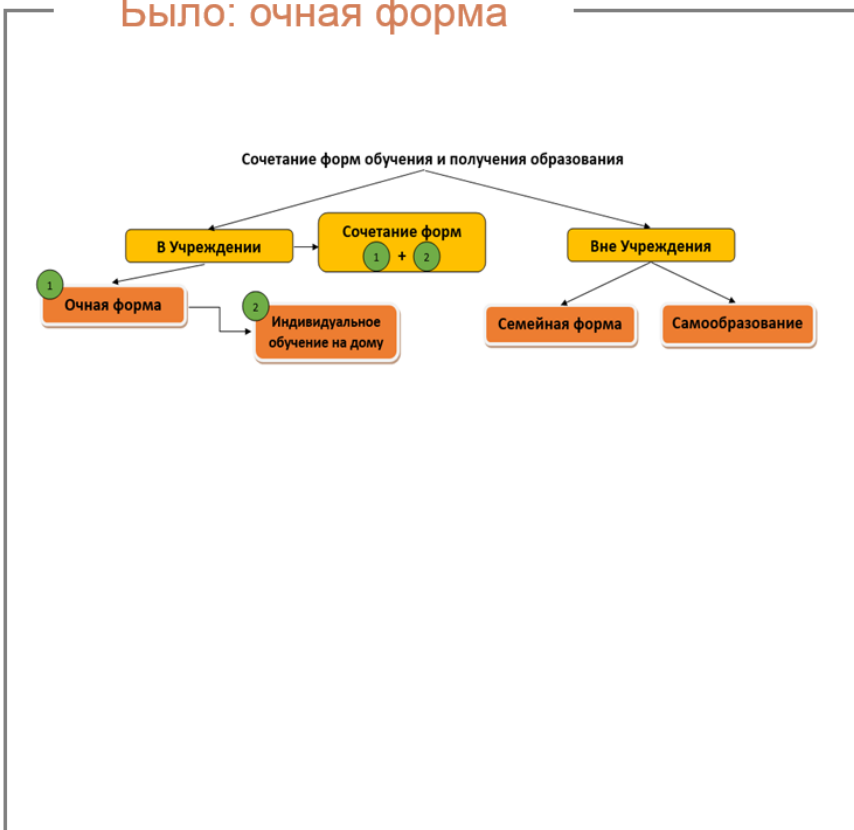 Было: очная форма
Сочетание форм обучения и получения образования
В Учреждении
Сочетание форм
1 + 2
Вне Учреждения
1
Очная форма
2
Индивидуальное
обучение на дому
Семейная форма
Самообразование